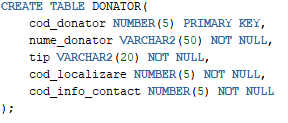 CREATE TABLE DONATOR(
cod_donator NUMBER(5) PRIMARY KEY,
nume_donator VARCHAR2(50) NOT NULL,
tip VARCHAR2(20) NOT NULL,
cod_localizare NUMBER(5) NOT NULL,
cod_info_contact NUMBER(5) NOT NULL
);